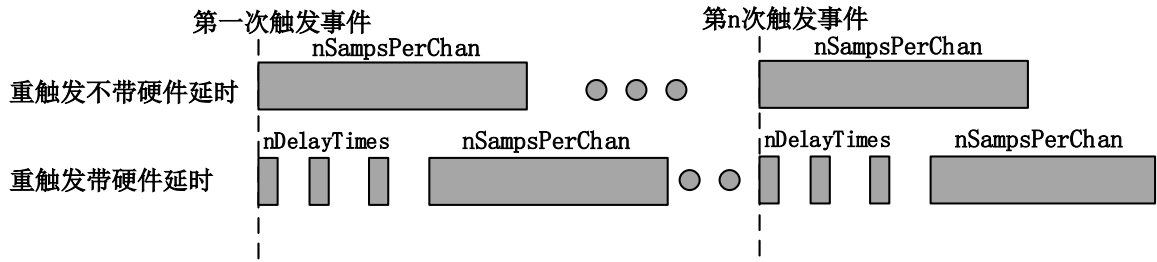 第一次触发事件
第n次触发事件
nSampsPerChan
nSampsPerChan
重触发不带硬件延时
nDelayTimes
nSampsPerChan
nDelayTimes
nSampsPerChan
重触发带硬件延时